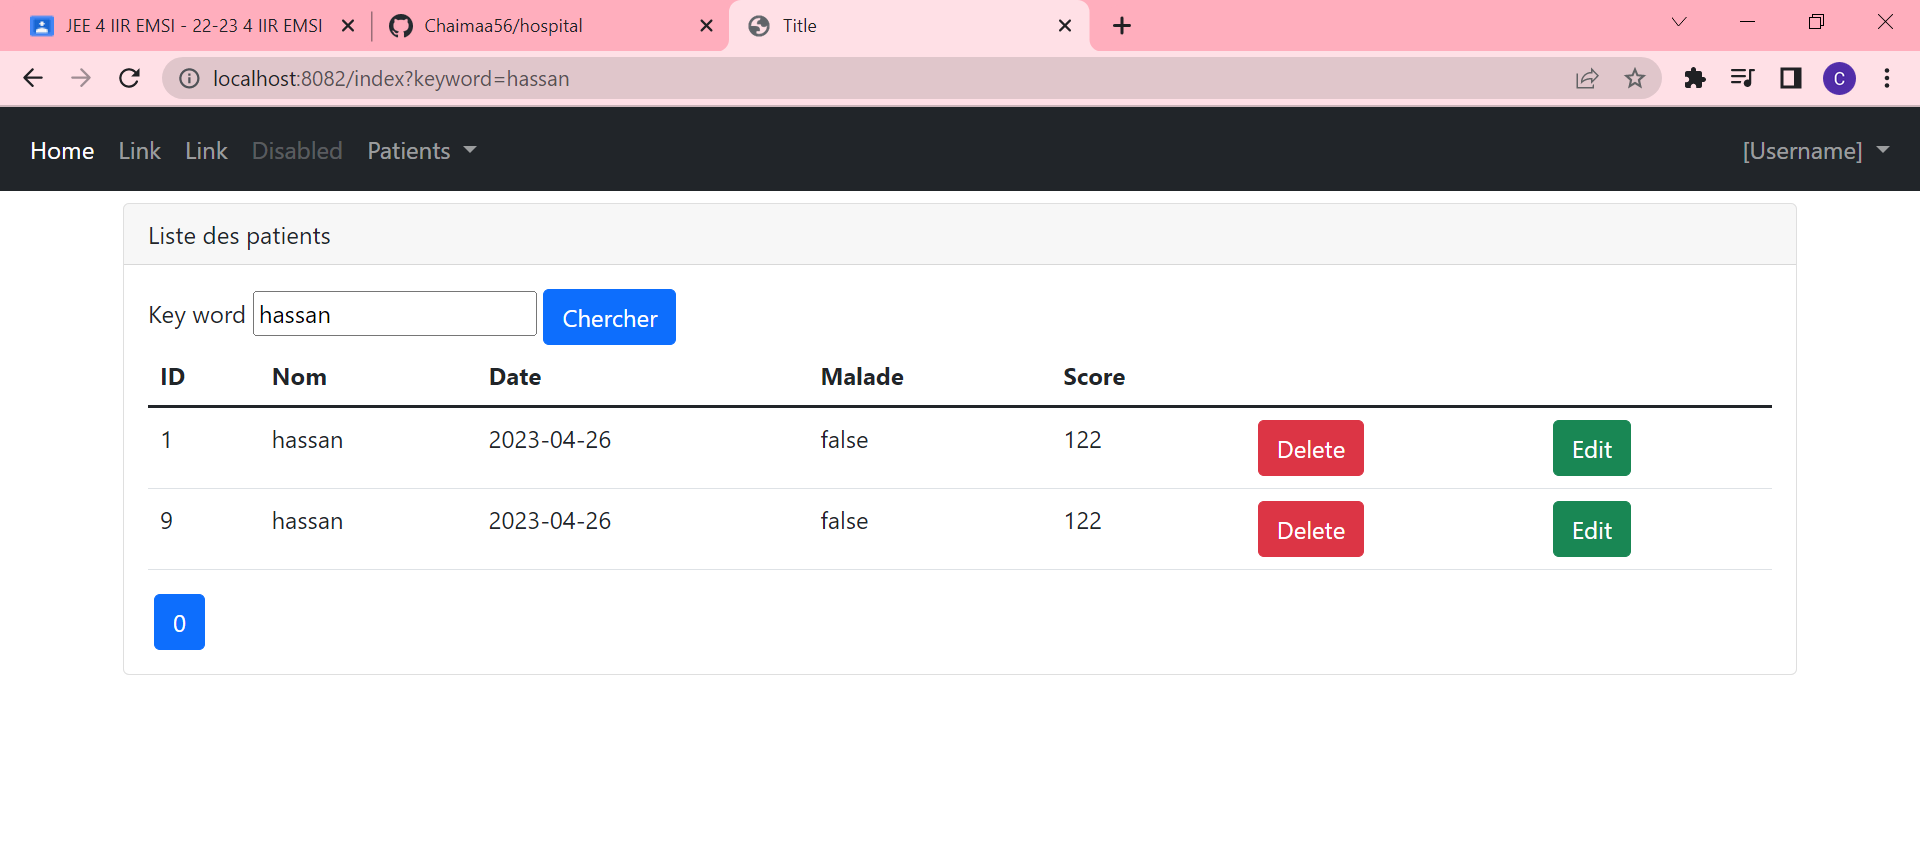 JEE 4 IIR EMSI - 22-23 4 IIR EMSI
Chaimaa56/hospital
Title
localhost:8082/index?keyword=hassan
C
Home Link Link Disabled Patients [Username]
Liste des patients
Key word hassan Chercher
ID Nom Date Malade Score
1 hassan 2023-04-26 false 122 Delete Edit
9 hassan 2023-04-26 false 122 Delete Edit
0